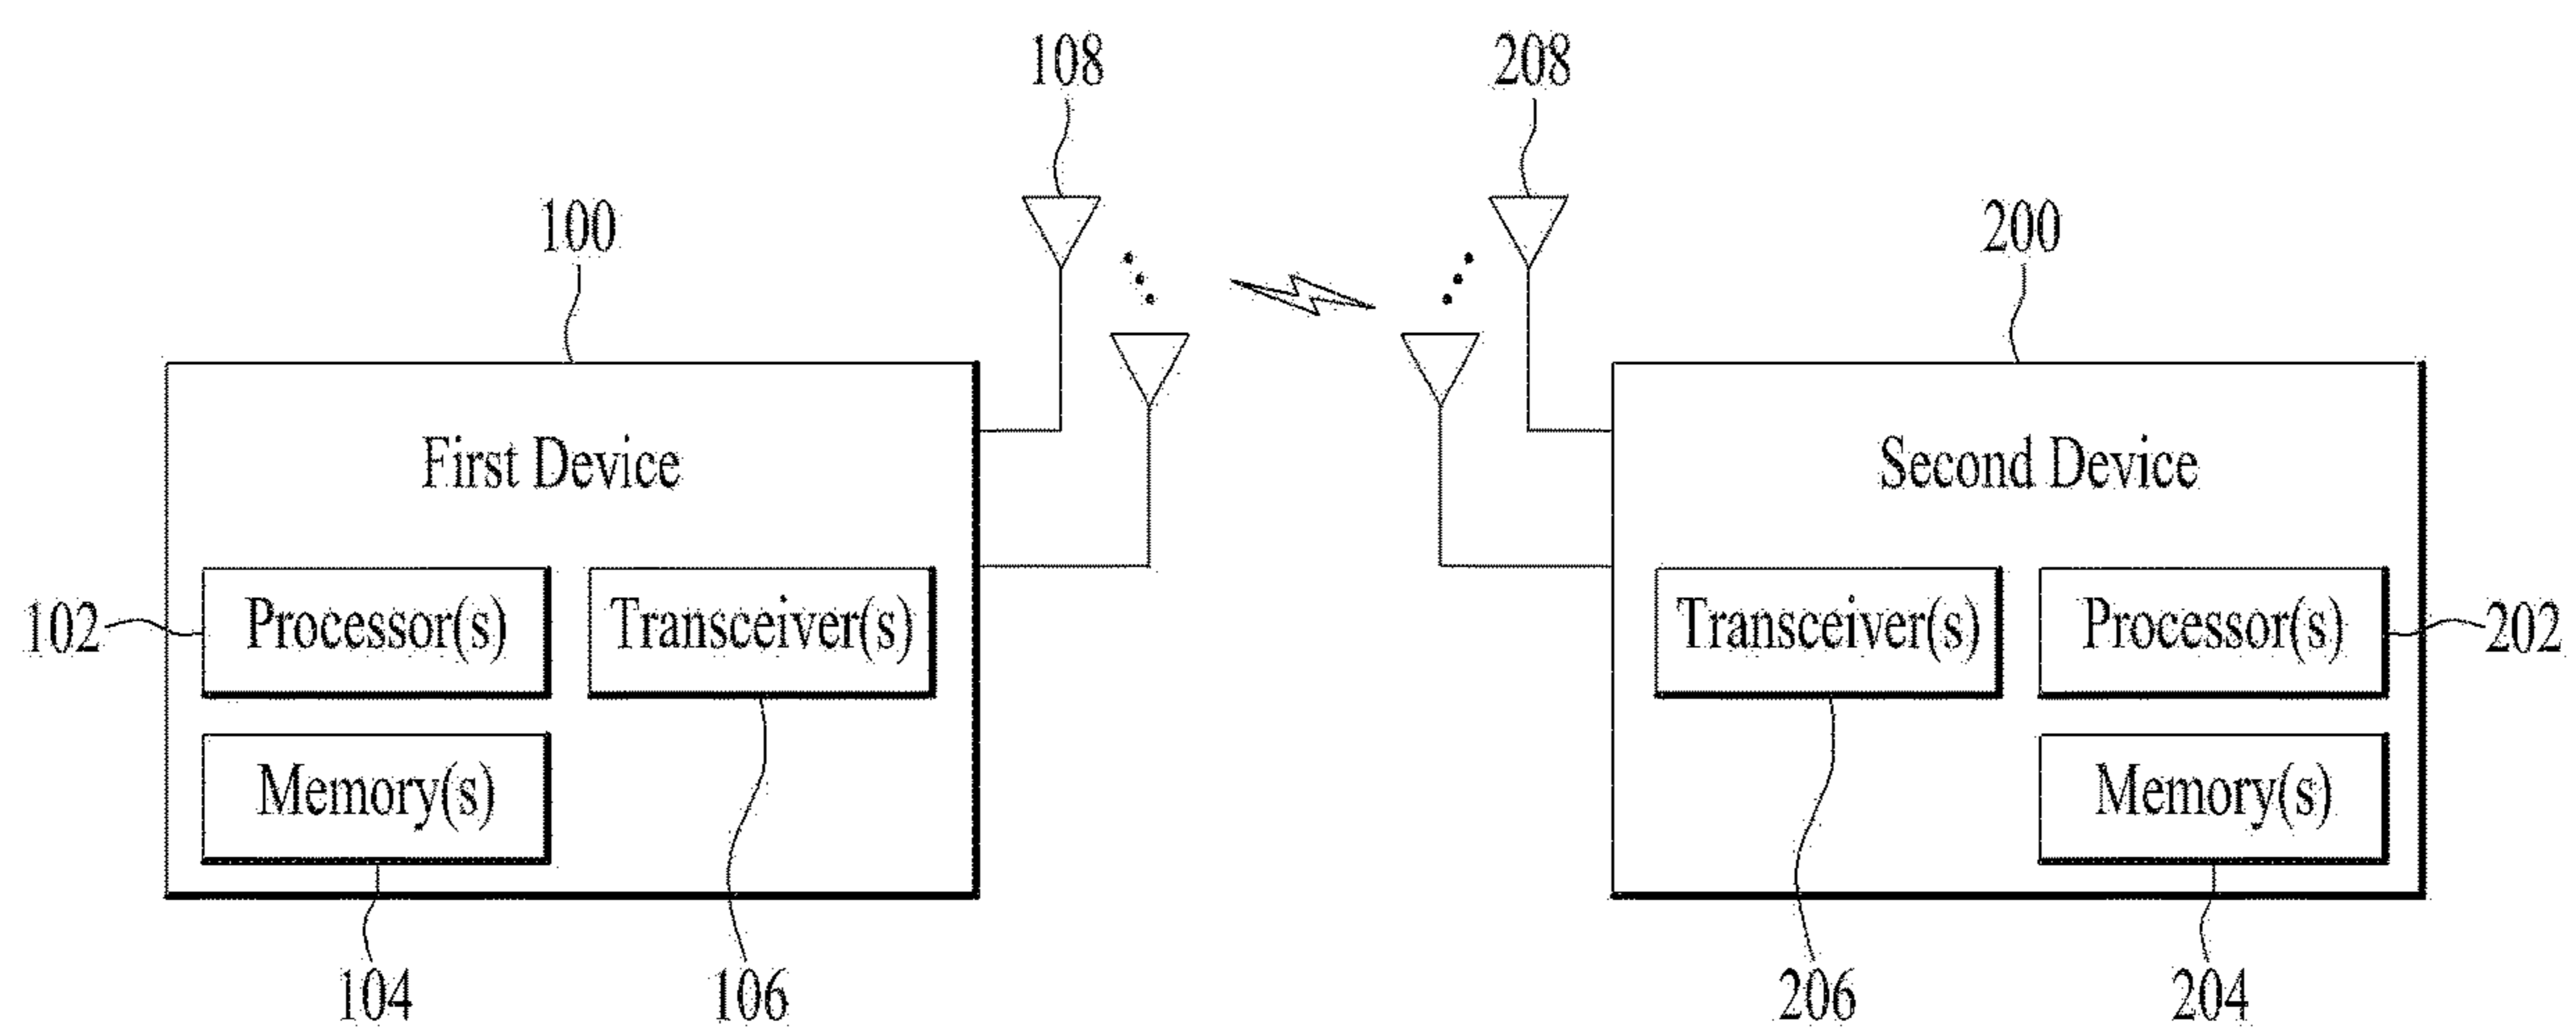 108
208
100
200
First Device
Second Device
102
Processor(s)
Transceiver(s)
Transceiver(s)
Processor(s)
202
Memory(s)
Memory(s)
104
106
206
204